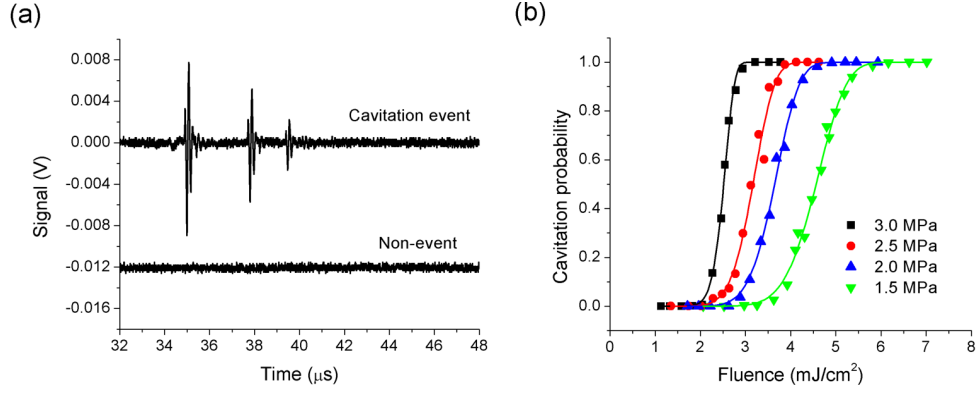 (a)
0.008
0.004
0.000
-0.004
-0.008
-0.012
-0.016
Signal (V)
Cavitation event
Non-event
32 34 36 38 40 42 44 46 48
Time (μs)
(b)
1.0
0.8
0.6
0.4
0.2
0.0
Cavitation probability
3.0 MPa
2.5 MPa
2.0 MPa
1.5 MPa
0 1 2 3 4 5 6 7 8
Fluence (mJ/cm²)